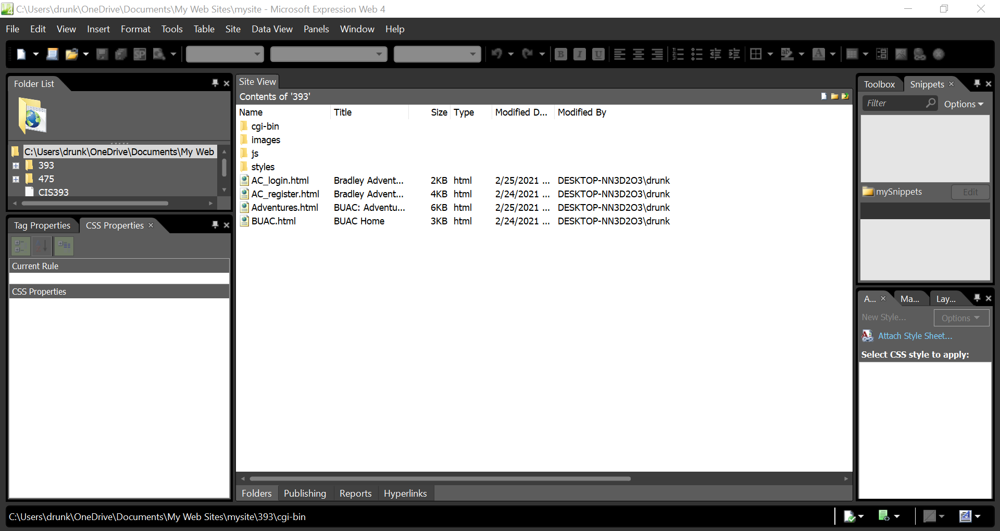 C:\Users\drunk\OneDrive\Documents\My Web Sites\mysite - Microsoft Expression Web 4
File Edit View Insert Format Tools Table Site Data View Panels Window Help
Folder List
C:\Users\drunk\OneDrive\Documents\My Web
393
475
CIS393
Tag Properties CSS Properties
Current Rule
CSS Properties
Site View
Contents of '393'
Name Title Size Type Modified D... Modified By
cgi-bin
images
js
styles
AC_login.html Bradley Advent... 2KB html 2/25/2021 ... DESKTOP-NN3D2O3\drunk
AC_register.html Bradley Advent... 4KB html 2/24/2021 ... DESKTOP-NN3D2O3\drunk
Adventures.html BUAC: Adventu... 6KB html 2/25/2021 ... DESKTOP-NN3D2O3\drunk
BUAC.html BUAC Home 3KB html 2/24/2021 ... DESKTOP-NN3D2O3\drunk
Folders Publishing Reports Hyperlinks
Toolbox Snippets
Filter Options
mySnippets Edit
A... Ma... Lay...
New Style... Options
Attach Style Sheet...
Select CSS style to apply:
C:\Users\drunk\OneDrive\Documents\My Web Sites\mysite\393\cgi-bin